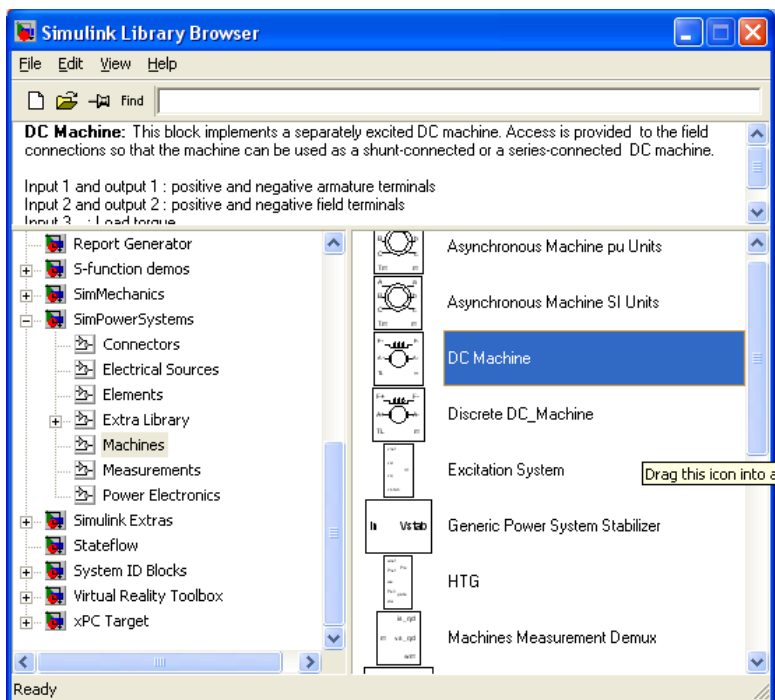 Simulink Library Browser
File Edit View Help
Find
DC Machine: This block implements a separately excited DC machine. Access is provided to the field
connections so that the machine can be used as a shunt-connected or a series-connected DC machine.
Input 1 and output 1 : positive and negative armature terminals
Input 2 and output 2 : positive and negative field terminals
Input 3 : Load torque
Report Generator
S-function demos
SimMechanics
SimPowerSystems
Connectors
Electrical Sources
Elements
Extra Library
Machines
Measurements
Power Electronics
Simulink Extras
Stateflow
System ID Blocks
Virtual Reality Toolbox
xPC Target
Asynchronous Machine pu Units
Asynchronous Machine SI Units
DC Machine
Discrete DC_Machine
Excitation System
Drag this icon into a
In Vstab
Generic Power System Stabilizer
HTG
Machines Measurement Demux
Ready